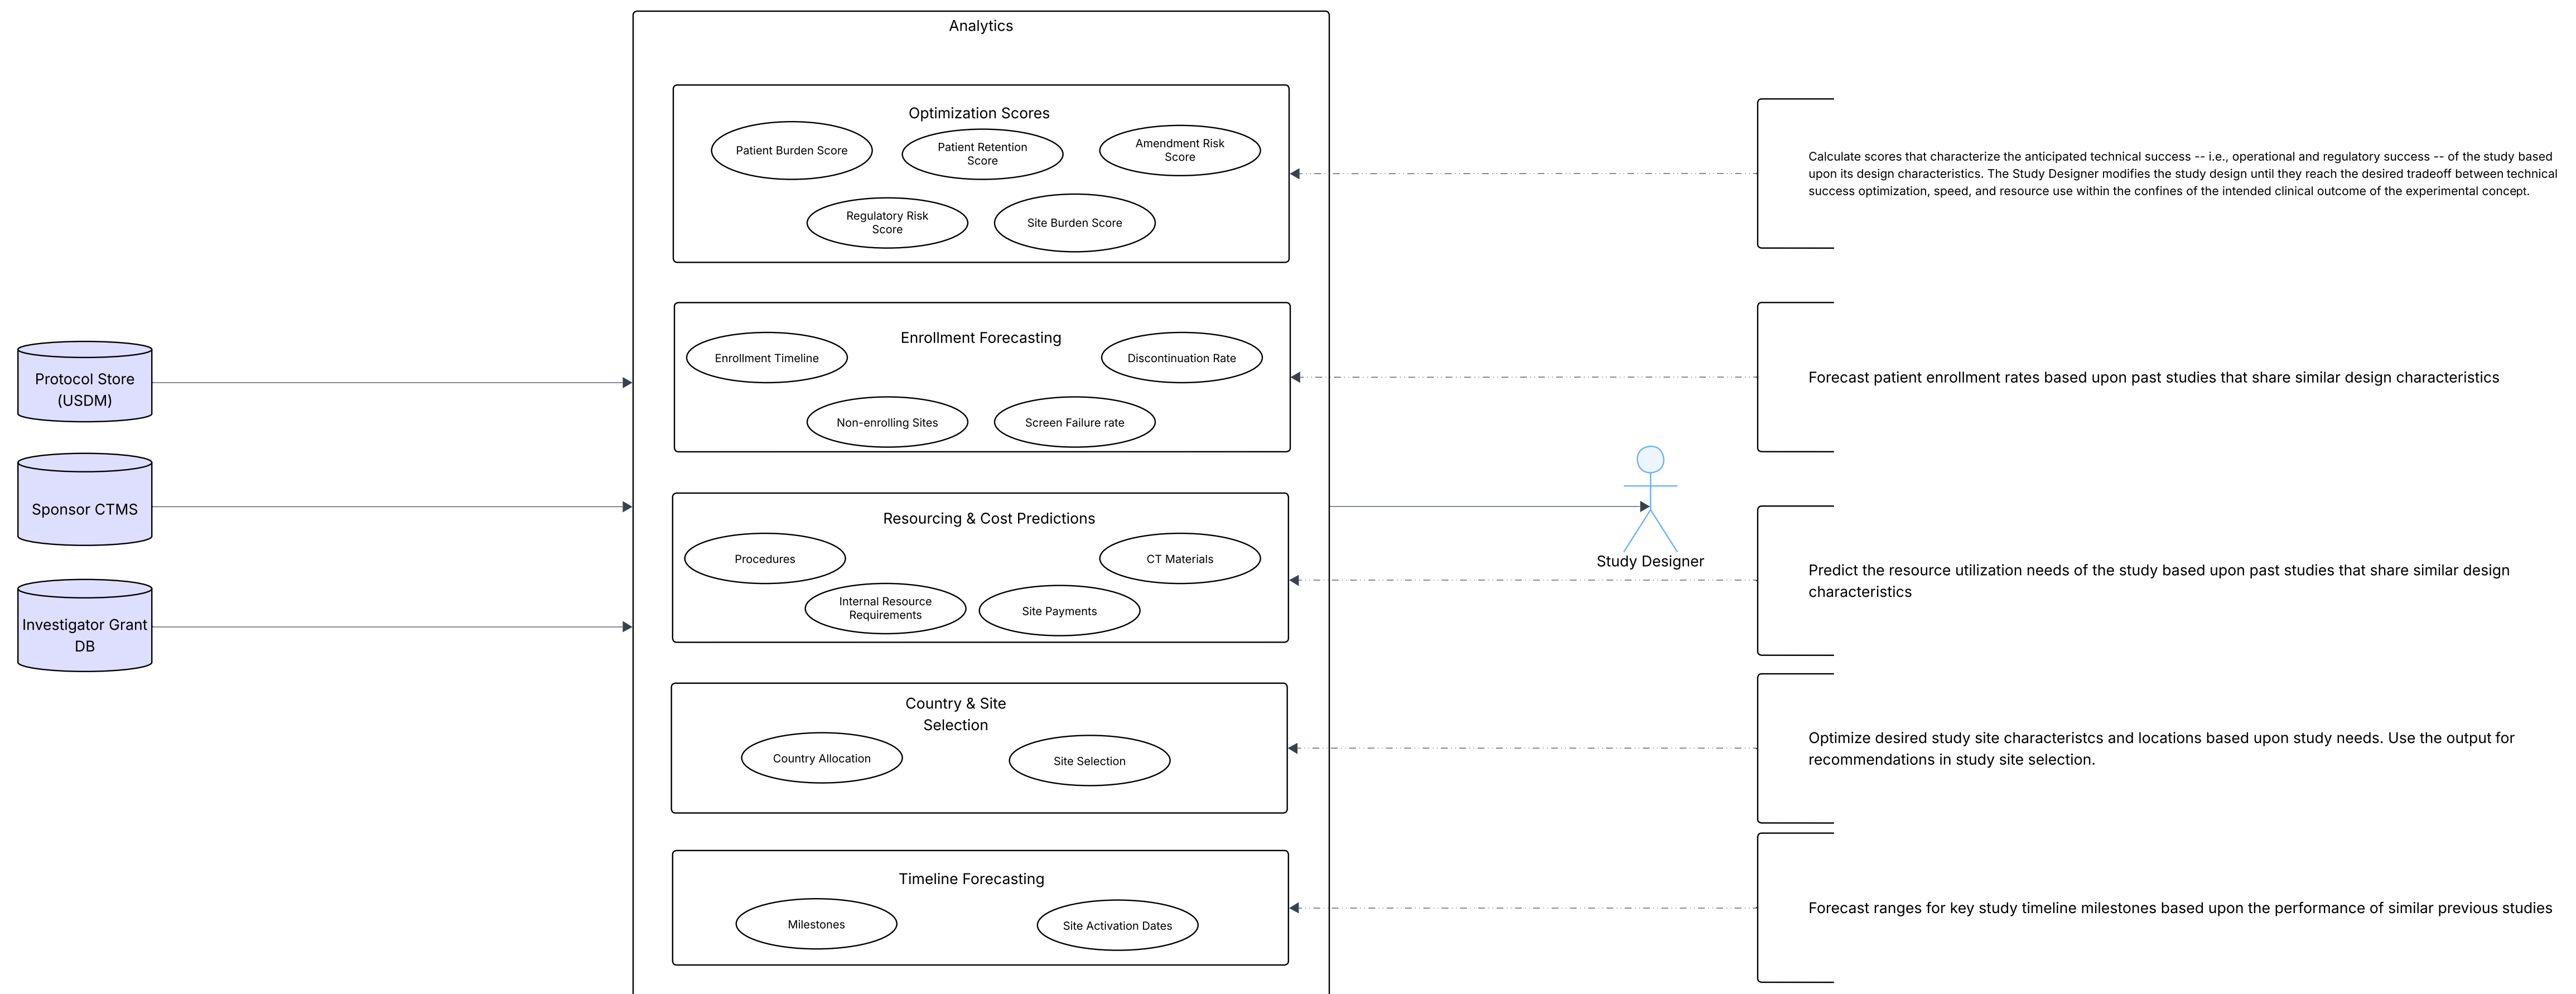 Analytics
Optimization Scores
Patient Burden Score
Patient Retention
Score
Amendment Risk
Score
Regulatory Risk
Score
Site Burden Score
Calculate scores that characterize the anticipated technical success -- i.e., operational and regulatory success -- of the study based
upon its design characteristics. The Study Designer modifies the study design until they reach the desired tradeoff between technical
success optimization, speed, and resource use within the confines of the intended clinical outcome of the experimental concept.
Enrollment Forecasting
Enrollment Timeline
Discontinuation Rate
Non-enrolling Sites
Screen Failure rate
Forecast patient enrollment rates based upon past studies that share similar design characteristics
Protocol Store
(USDM)
Sponsor CTMS
Investigator Grant
DB
Resourcing & Cost Predictions
Procedures
CT Materials
Internal Resource
Requirements
Site Payments
Study Designer
Predict the resource utilization needs of the study based upon past studies that share similar design
characteristics
Country & Site
Selection
Country Allocation
Site Selection
Optimize desired study site characteristcs and locations based upon study needs. Use the output for
recommendations in study site selection.
Timeline Forecasting
Milestones
Site Activation Dates
Forecast ranges for key study timeline milestones based upon the performance of similar previous studies